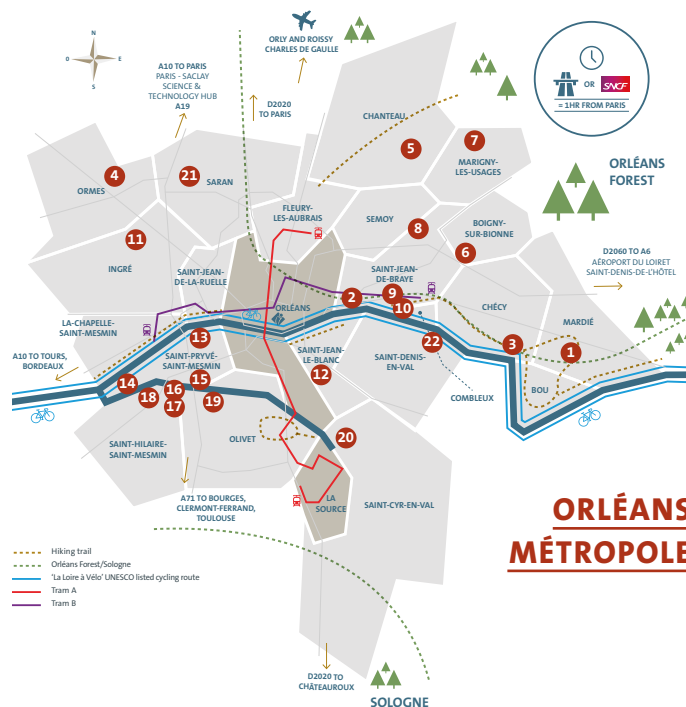 N
O
E
S
ORLY AND ROISSY
CHARLES DE GAULLE
A10 TO PARIS
PARIS - SACLAY
SCIENCE &
TECHNOLOGY HUB
A19
D2020
TO PARIS
OR SNCF
= 1HR FROM PARIS
CHANTEAU
5
7
MARIGNY-
LES-USAGES
ORLÉANS
FOREST
4
ORMES
21
SARAN
FLEURY-
LES-AUBRAIS
SEMOY
8
BOIGNY-
SUR-BIONNE
6
11
INGRÉ
SAINT-JEAN
DE-LA-RUELLE
SAINT-JEAN-
DE-BRAYE
D2060 TO A6
AÉROPORT DU LOIRET
SAINT-DENIS-DE-L'HÔTEL
2
9
10
ORLÉANS
CHÉCY
MARDIÉ
LA-CHAPELLE-
SAINT-MESMIN
13
SAINT-PRYVÉ-
SAINT-MESMIN
SAINT-JEAN-
LE-BLANC
12
SAINT-DENIS-
EN-VAL
22
3
1
A10 TO TOURS,
BORDEAUX
14
15
16
17
18
19
COMBLEUX
BOU
SAINT-HILAIRE-
SAINT-MESMIN
OLIVET
20
A71 TO BOURGES,
CLERMONT-FERRAND,
TOULOUSE
LA
SOURCE
SAINT-CYR-EN-VAL
ORLÉANS
MÉTROPOLE
Hiking trail
Orléans Forest/Sologne
'La Loire à Vélo' UNESCO listed cycling route
Tram A
Tram B
D2020 TO
CHÂTEAUROUX
SOLOGNE